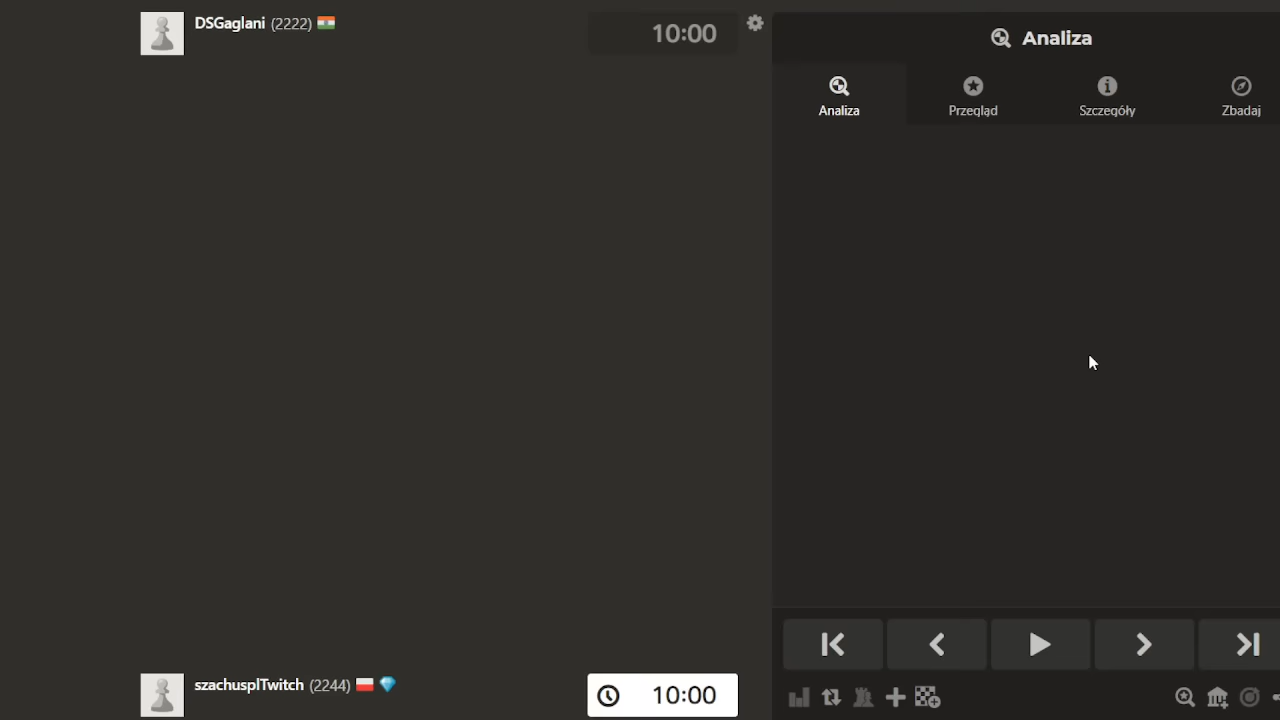 DSGaglani (2222)
10:00
Analiza
Analiza
Przegląd
Szczegóły
Zbadaj
szachusplTwitch (2244)
10:00